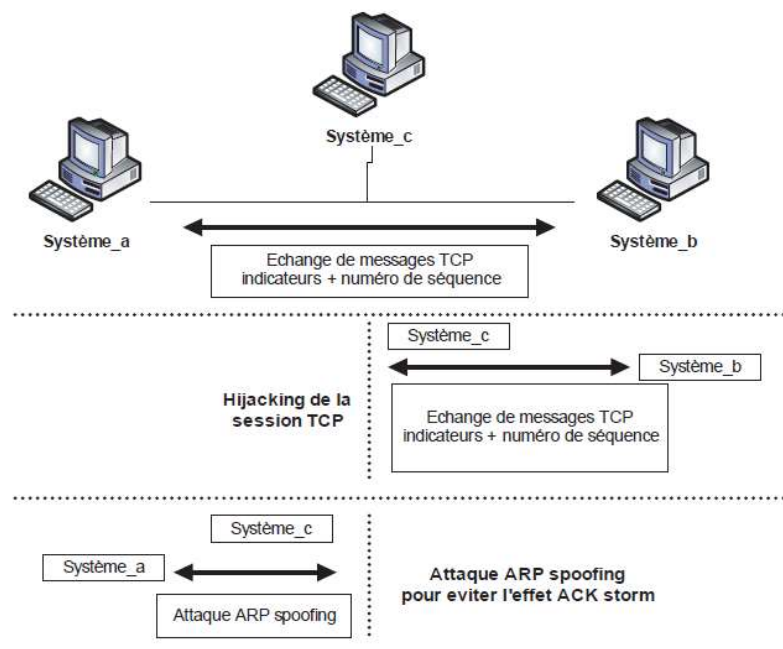 Système_c
Système_a
Système_b
Echange de messages TCP
indicateurs + numéro de séquence
Système_c
Système_b
Hijacking de la
session TCP
Echange de messages TCP
indicateurs + numéro de séquence
Système_c
Système_a
Attaque ARP spoofing
Attaque ARP spoofing
pour eviter l'effet ACK storm